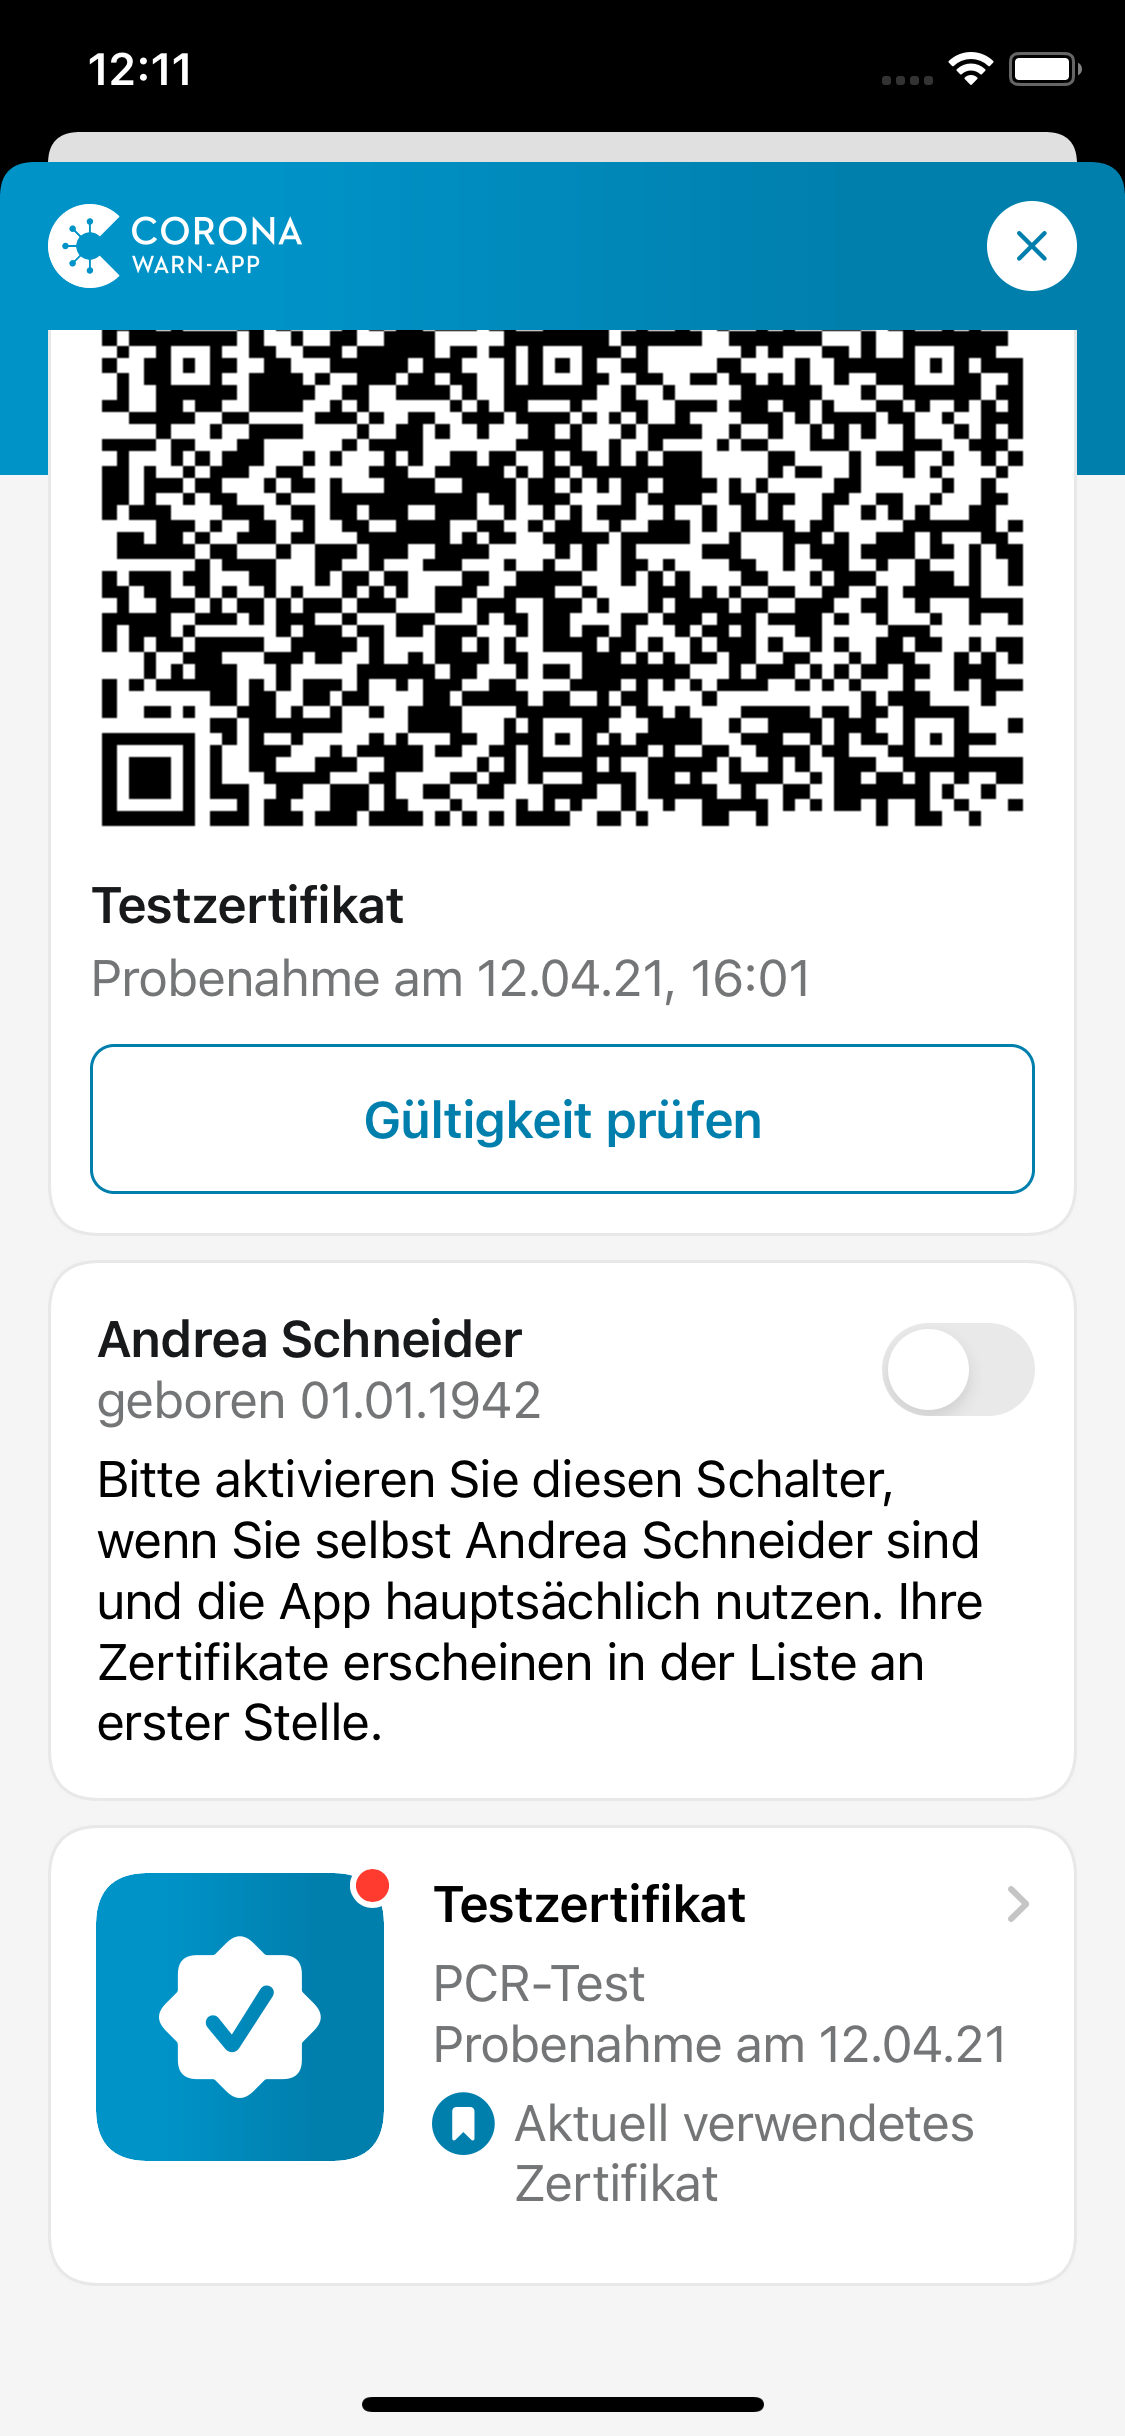 12:11
CORONA
WARN-APP
Testzertifikat
Probenahme am 12.04.21, 16:01
Gültigkeit prüfen
Andrea Schneider
geboren 01.01.1942
Bitte aktivieren Sie diesen Schalter,
wenn Sie selbst Andrea Schneider sind
und die App hauptsächlich nutzen. Ihre
Zertifikate erscheinen in der Liste an
erster Stelle.
Testzertifikat
PCR-Test
Probenahme am 12.04.21
Aktuell verwendetes
Zertifikat